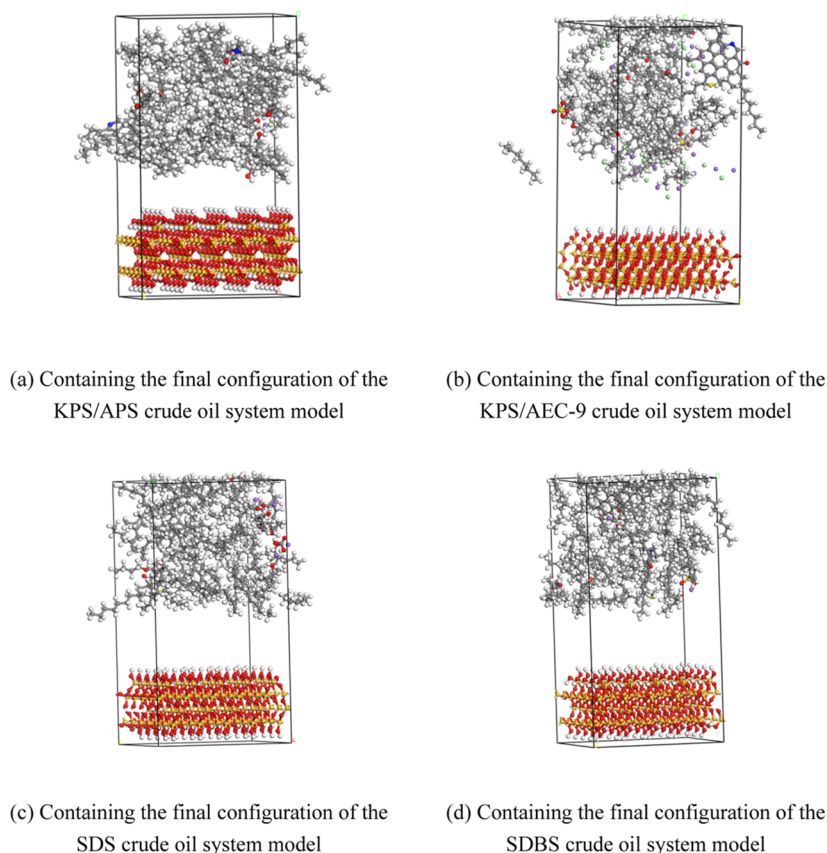 (a) Containing the final configuration of the
KPS/APS crude oil system model
(b) Containing the final configuration of the
KPS/AEC-9 crude oil system model
(c) Containing the final configuration of the
SDS crude oil system model
(d) Containing the final configuration of the
SDBS crude oil system model